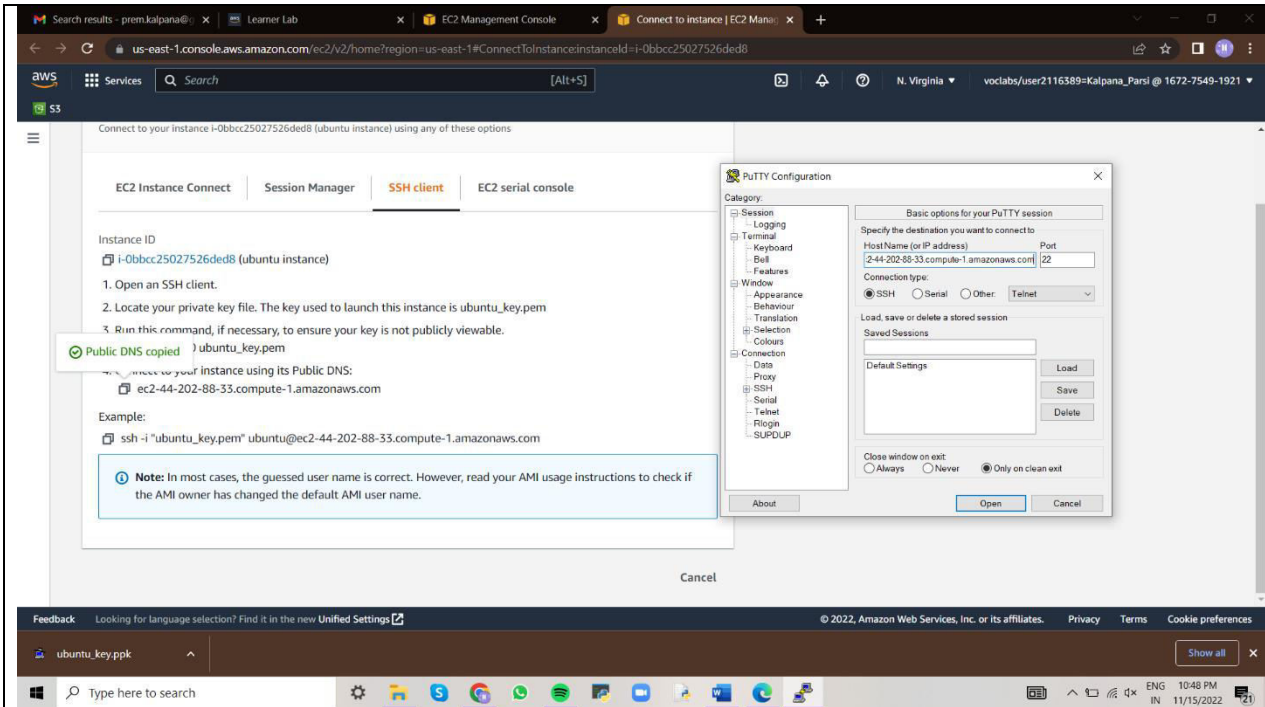 Search results - prem.kalpana@g
Learner Lab
EC2 Management Console
Connect to instance | EC2 Manag
us-east-1.console.aws.amazon.com/ec2/v2/home?region=us-east-1#ConnectToInstance:instanceId=i-0bbcc25027526ded8
aws
Services
Search
[Alt+S]
N. Virginia
voclabs/user2116389=Kalpana_Parsi @ 1672-7549-1921
S3
Connect to your instance i-0bbcc25027526ded8 (ubuntu instance) using any of these options
EC2 Instance Connect
Session Manager
SSH client
EC2 serial console
Instance ID
i-0bbcc25027526ded8 (ubuntu instance)
1. Open an SSH client.
2. Locate your private key file. The key used to launch this instance is ubuntu_key.pem
3. Run this command, if necessary, to ensure your key is not publicly viewable.
ubuntu_key.pem
Public DNS copied
your instance using its Public DNS:
ec2-44-202-88-33.compute-1.amazonaws.com
Example:
ssh -i "ubuntu_key.pem" ubuntu@ec2-44-202-88-33.compute-1.amazonaws.com
Note: In most cases, the guessed user name is correct. However, read your AMI usage instructions to check if
the AMI owner has changed the default AMI user name.
Cancel
PuTTY Configuration
Category:
Session
Logging
Terminal
Keyboard
Bell
Features
Window
Appearance
Behaviour
Translation
Selection
Colours
Connection
Data
Proxy
SSH
Serial
Telnet
Rlogin
SUPDUP
Basic options for your PuTTY session
Specify the destination you want to connect to
Host Name (or IP address)
Port
2-44-202-88-33.compute-1.amazonaws.com
22
Connection type:
SSH
Serial
Other:
Telnet
Load, save or delete a stored session
Saved Sessions
Default Settings
Load
Save
Delete
Close window on exit:
Always
Never
Only on clean exit
About
Open
Cancel
Feedback
Looking for language selection? Find it in the new Unified Settings
© 2022, Amazon Web Services, Inc. or its affiliates.
Privacy
Terms
Cookie preferences
ubuntu_key.ppk
Show all
Type here to search
ENG
IN
10:48 PM
11/15/2022
21